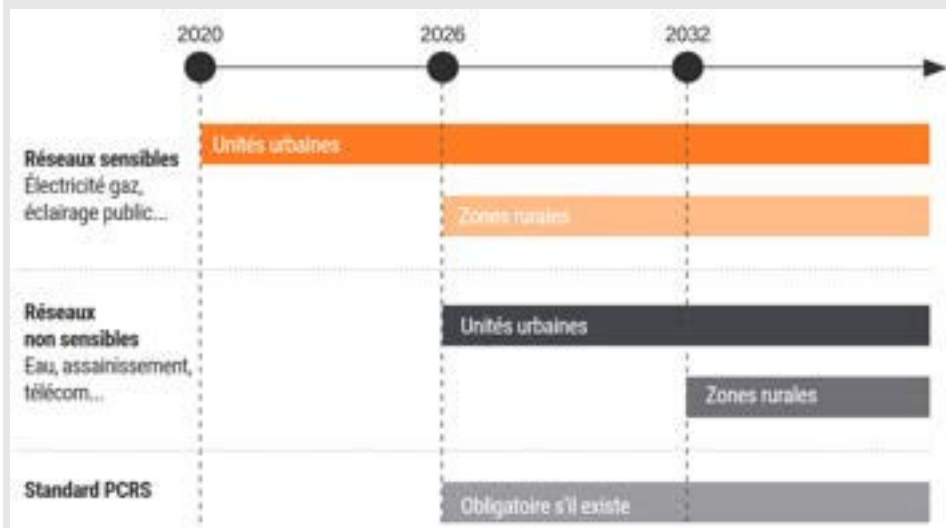 2020 2026 2032
Réseaux sensibles
Électricité gaz,
éclairage public...
Unités urbaines
Zones rurales
Réseaux
non sensibles
Eau, assainissement,
télécom...
Unités urbaines
Zones rurales
Standard PCRS
Obligatoire s'il existe